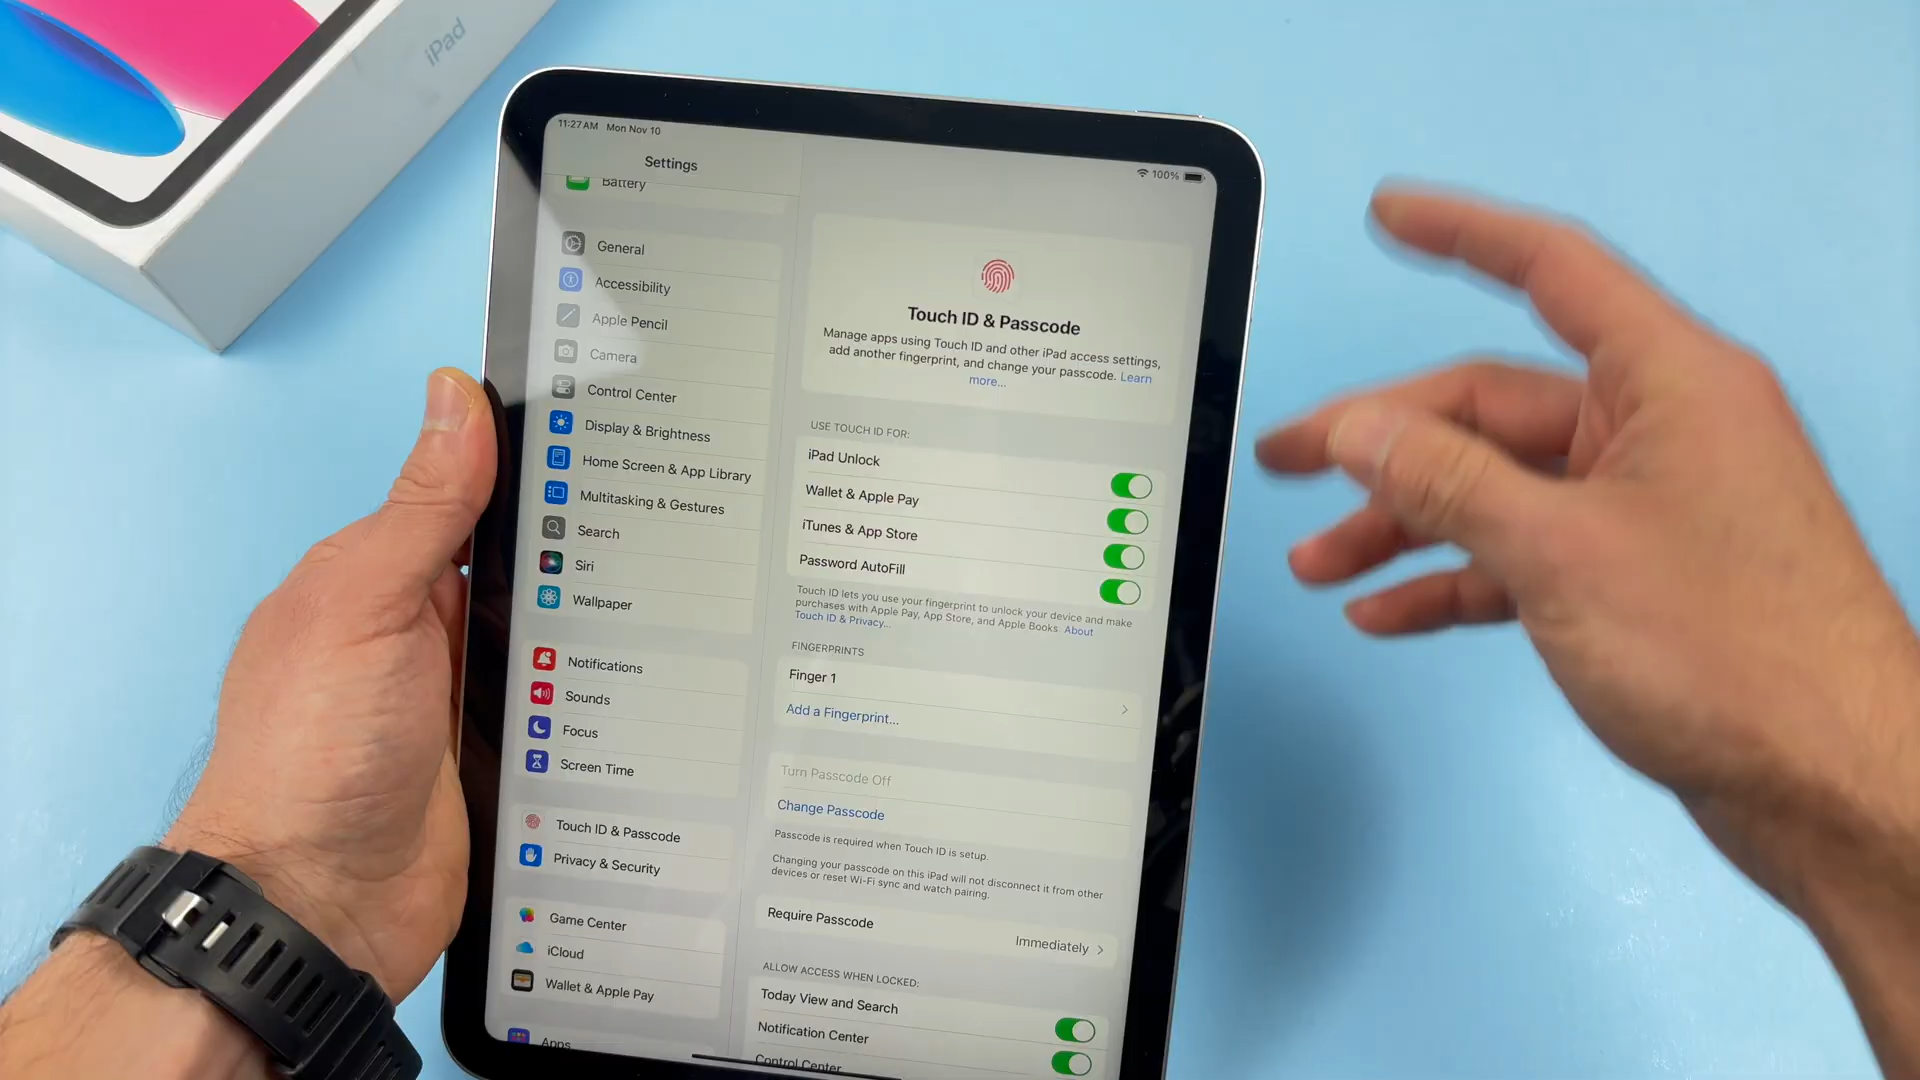 iPad
11:27 AM Mon Nov 10
100%
Settings
Battery
General
Accessibility
Apple Pencil
Camera
Control Center
Display & Brightness
Home Screen & App Library
Multitasking & Gestures
Search
Siri
Wallpaper
Notifications
Sounds
Focus
Screen Time
Touch ID & Passcode
Privacy & Security
Game Center
iCloud
Wallet & Apple Pay
Apps
Touch ID & Passcode
Manage apps using Touch ID and other iPad access settings,
add another fingerprint, and change your passcode. Learn
more...
USE TOUCH ID FOR:
iPad Unlock
Wallet & Apple Pay
iTunes & App Store
Password AutoFill
Touch ID lets you use your fingerprint to unlock your device and make
purchases with Apple Pay, App Store, and Apple Books. About
Touch ID & Privacy...
FINGERPRINTS
Finger 1
Add a Fingerprint...
Turn Passcode Off
Change Passcode
Passcode is required when Touch ID is setup.
Changing your passcode on this iPad will not disconnect it from other
devices or reset Wi-Fi sync and watch pairing.
Require Passcode
Immediately
ALLOW ACCESS WHEN LOCKED:
Today View and Search
Notification Center
Control Center